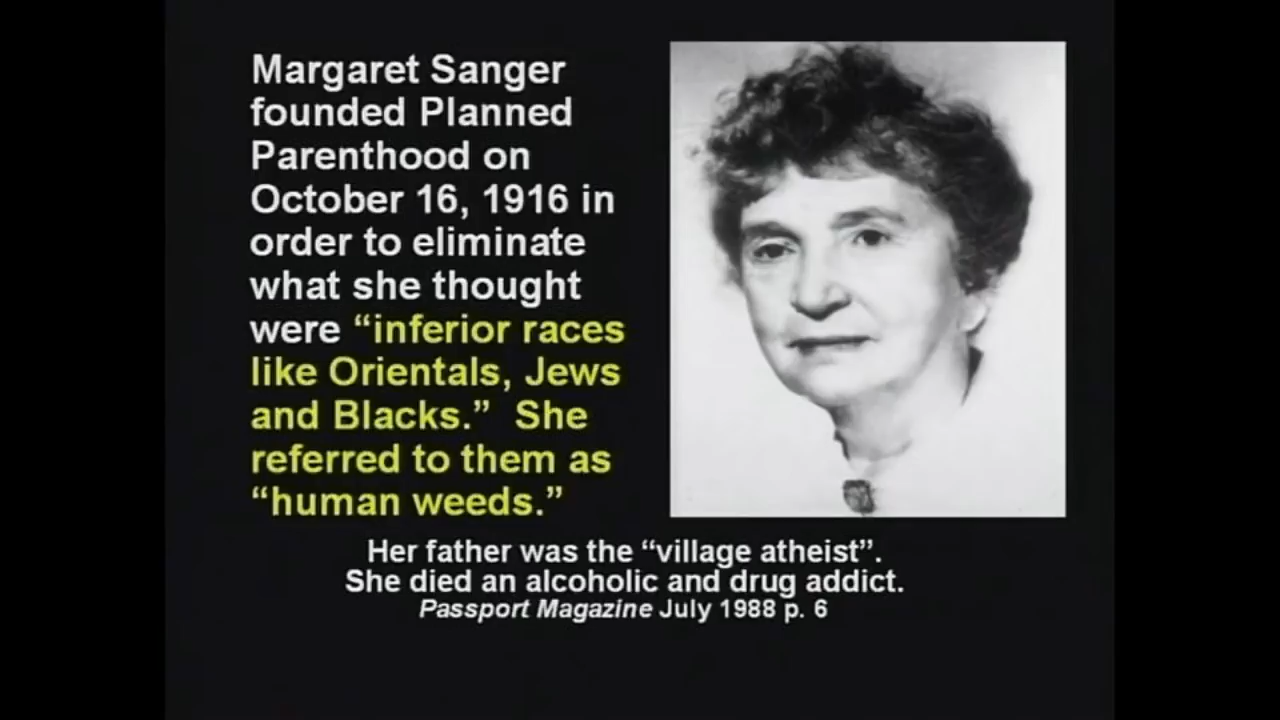 Margaret Sanger
founded Planned
Parenthood on
October 16, 1916 in
order to eliminate
what she thought
were “inferior races
like Orientals, Jews
and Blacks.”  She
referred to them as
“human weeds.”
Her father was the “village atheist”.
She died an alcoholic and drug addict.
Passport Magazine July 1988 p. 6